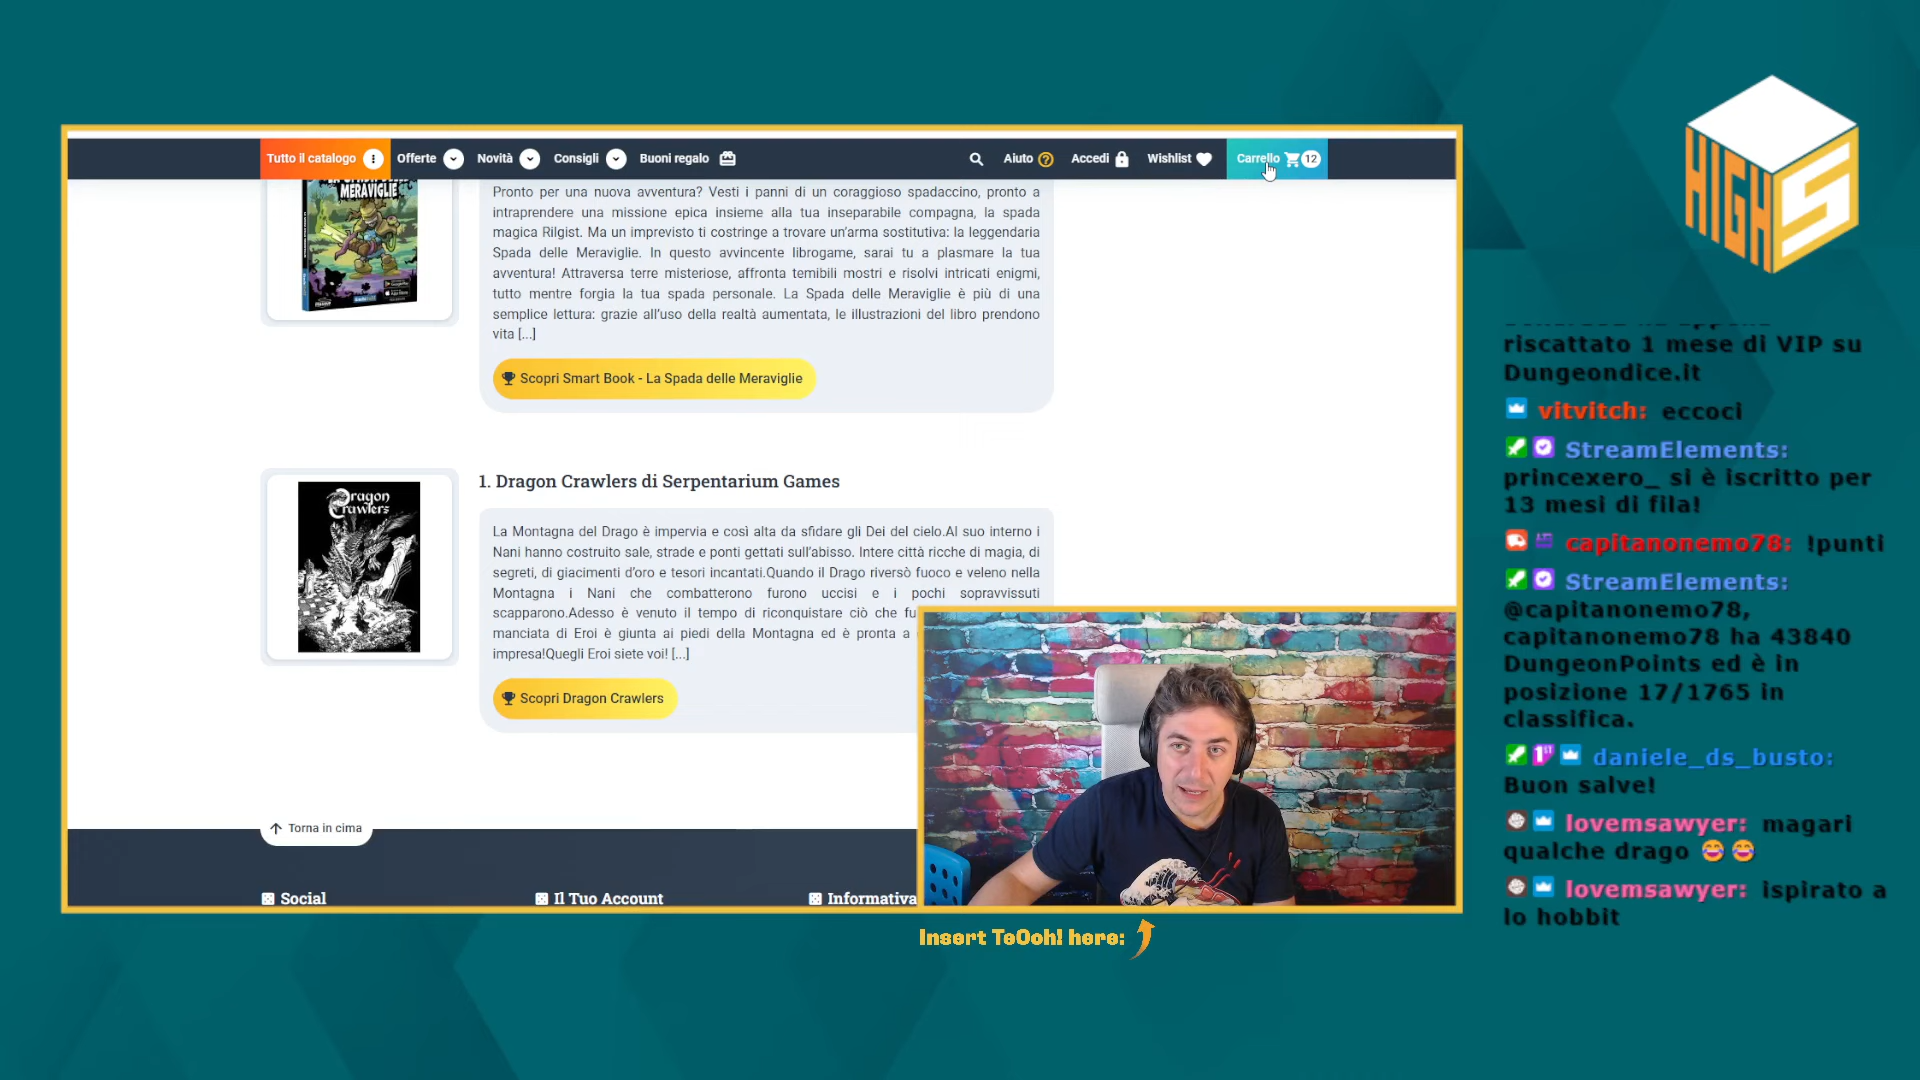 Tutto il catalogo
Offerte
Novità
Consigli
Buoni regalo
Aiuto
Accedi
Wishlist
Carrello
12
MERAVIGLIE
Pronto per una nuova avventura? Vesti i panni di un coraggioso spadaccino, pronto a
intraprendere una missione epica insieme alla tua inseparabile compagna, la spada
magica Rilgist. Ma un imprevisto ti costringe a trovare un'arma sostitutiva: la leggendaria
Spada delle Meraviglie. In questo avvincente librogame, sarai tu a plasmare la tua
avventura! Attraversa terre misteriose, affronta temibili mostri e risolvi intricati enigmi,
tutto mentre forgia la tua spada personale. La Spada delle Meraviglie è più di una
semplice lettura: grazie all'uso della realtà aumentata, le illustrazioni del libro prendono
vita [...]
Scopri Smart Book - La Spada delle Meraviglie
1. Dragon Crawlers di Serpentarium Games
Dragon
Crawlers
La Montagna del Drago è impervia e così alta da sfidare gli Dei del cielo.Al suo interno i
Nani hanno costruito sale, strade e ponti gettati sull'abisso. Intere città ricche di magia, di
segreti, di giacimenti d'oro e tesori incantati.Quando il Drago riversò fuoco e veleno nella
Montagna i Nani che combatterono furono uccisi e i pochi sopravvissuti
scapparono.Adesso è venuto il tempo di riconquistare ciò che fu
manciata di Eroi è giunta ai piedi della Montagna ed è pronta a
impresa!Quegli Eroi siete voi! [...]
Scopri Dragon Crawlers
Torna in cima
Social
Il Tuo Account
Informativa
Insert TeOoh! here:
HIGH5
riscattato 1 mese di VIP su
Dungeondice.it
vitvitch: eccoci
StreamElements:
princexero_ si è iscritto per
13 mesi di fila!
capitanonemo78: !punti
StreamElements:
@capitanonemo78,
capitanonemo78 ha 43840
DungeonPoints ed è in
posizione 17/1765 in
classifica.
daniele_ds_busto:
Buon salve!
lovemsawyer: magari
qualche drago 😂 😂
lovemsawyer: ispirato a
lo hobbit